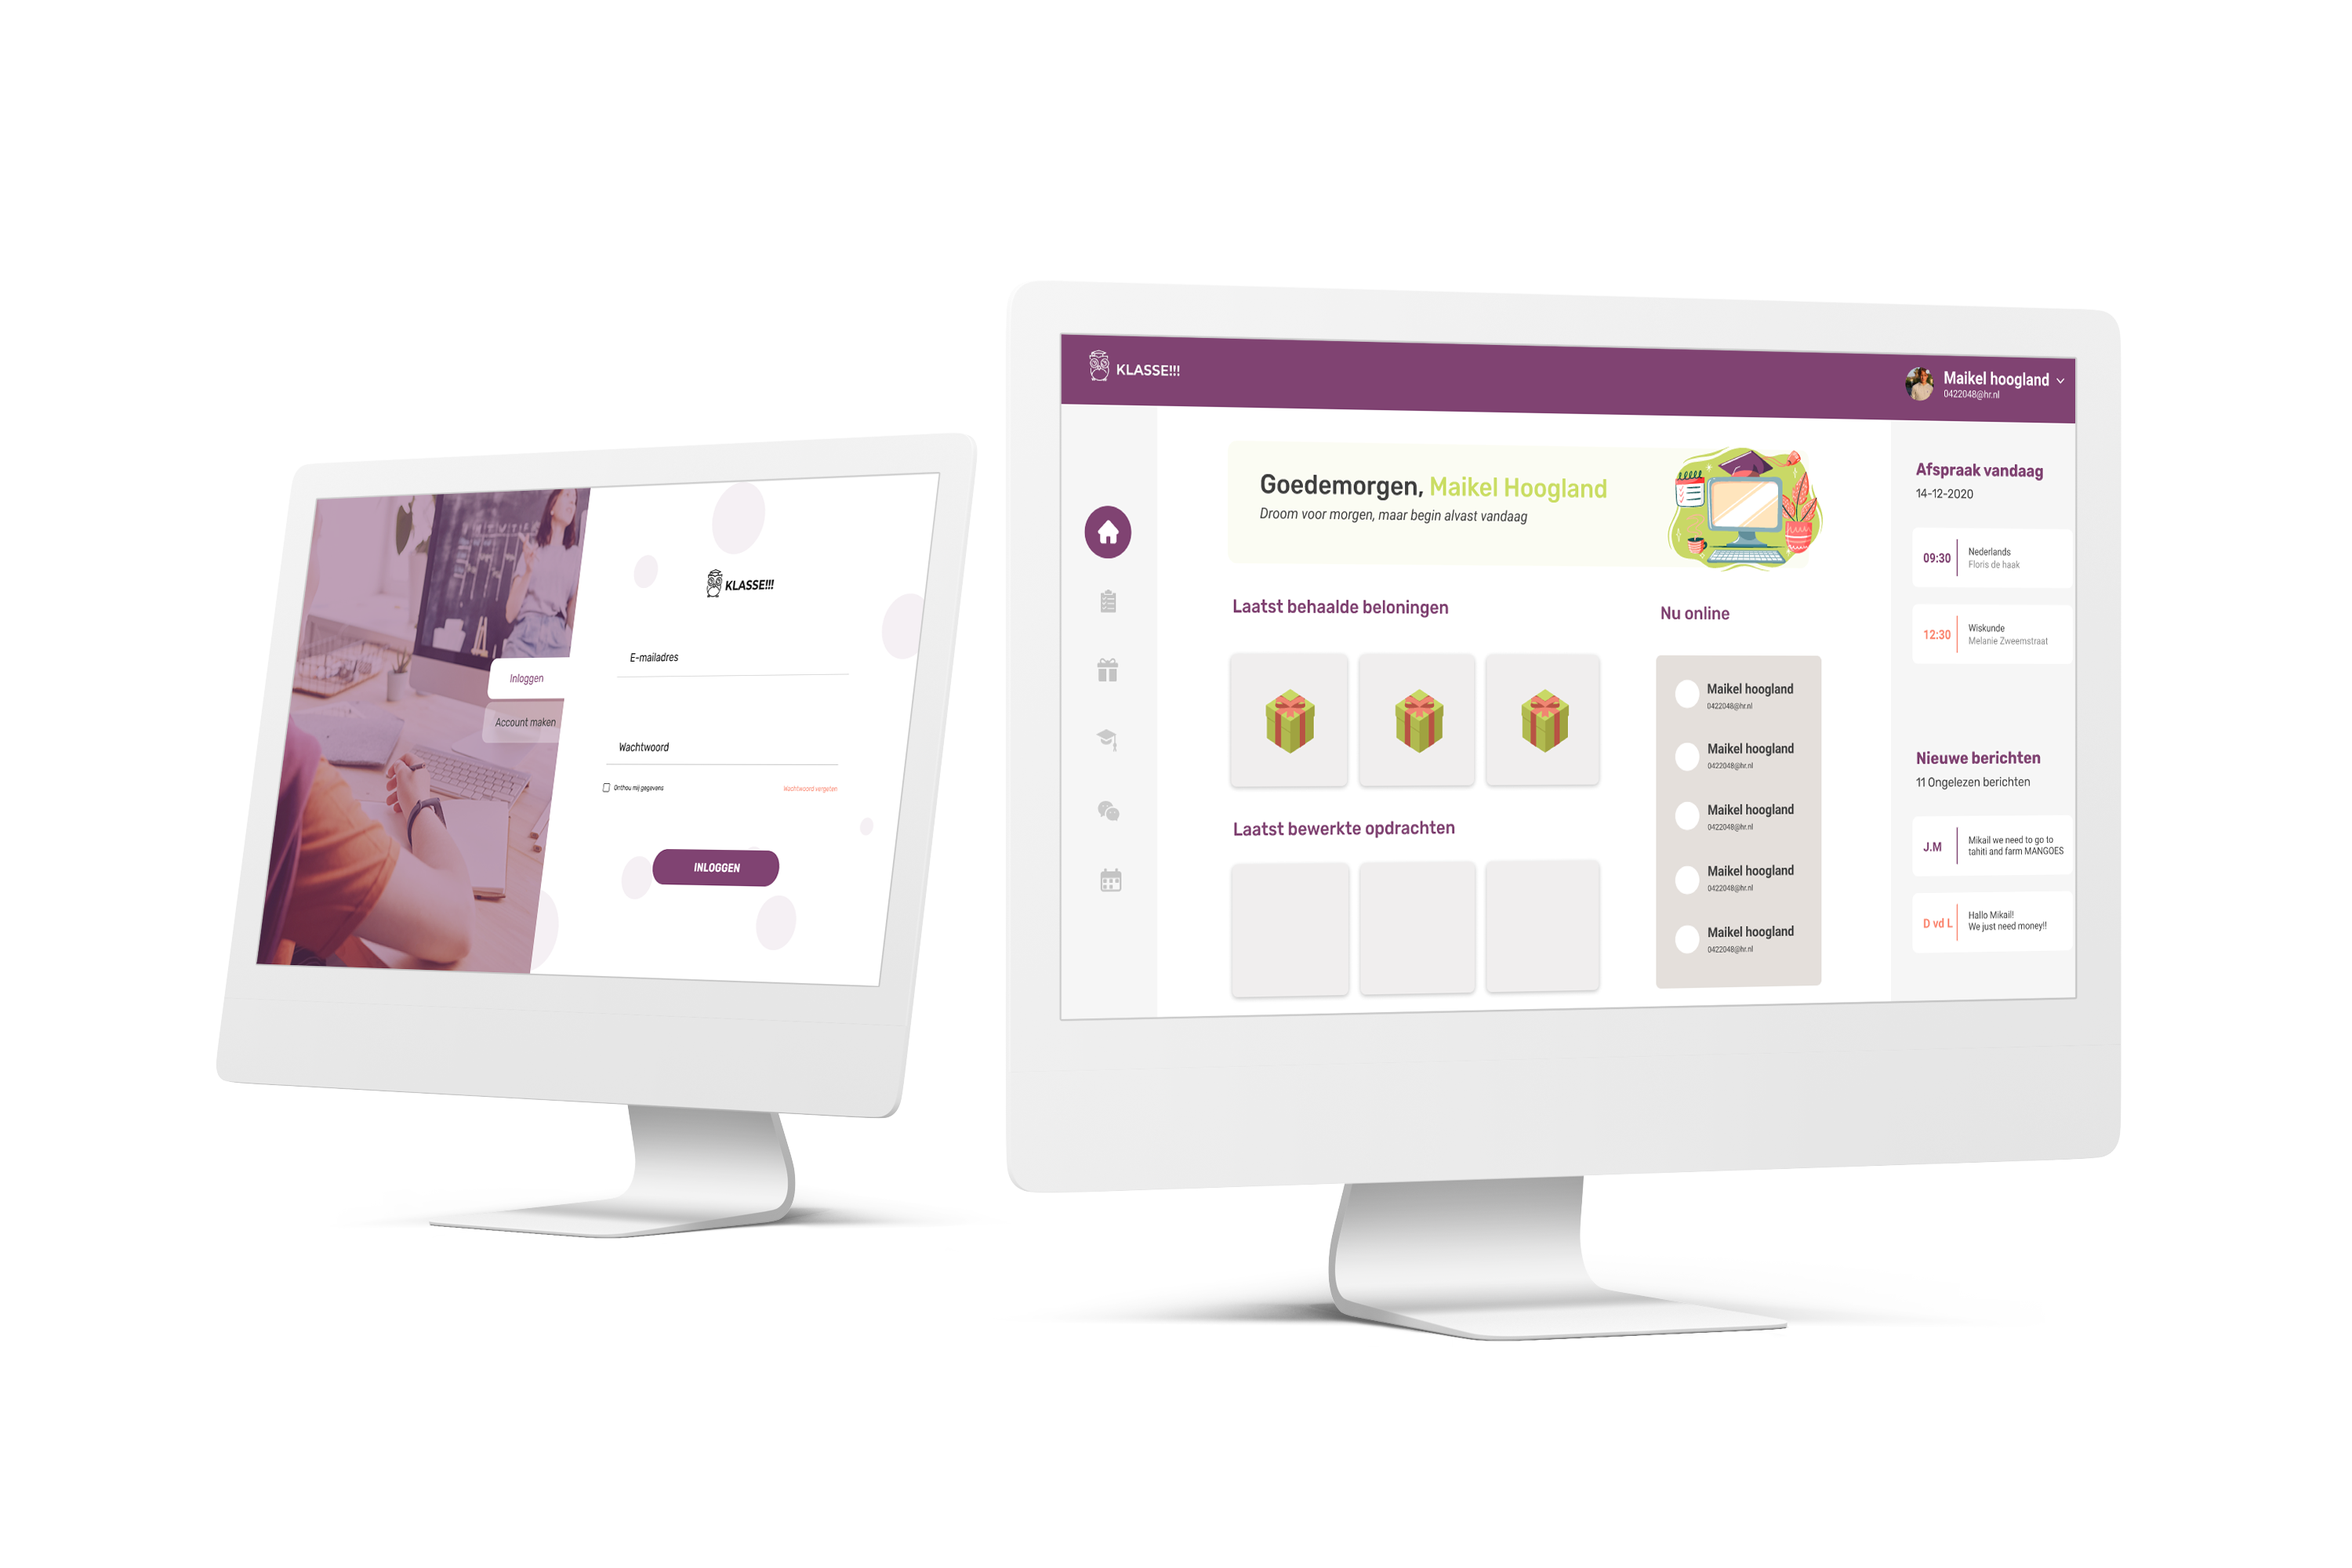 KLASSE!!!
E-mailadres
Inloggen
Account maken
Wachtwoord
Onthou mij gegevens
Wachtwoord vergeten
INLOGGEN
KLASSE!!!
Maikel hoogland
0422048@hr.nl
Goedemorgen, Maikel Hoogland
Droom voor morgen, maar begin alvast vandaag
Laatst behaalde beloningen
Laatst bewerkte opdrachten
Nu online
Maikel hoogland
0422048@hr.nl
Maikel hoogland
0422048@hr.nl
Maikel hoogland
0422048@hr.nl
Maikel hoogland
0422048@hr.nl
Maikel hoogland
0422048@hr.nl
Afspraak vandaag
14-12-2020
09:30
Nederlands
Floris de haak
12:30
Wiskunde
Melanie Zweemstraat
Nieuwe berichten
11 Ongelezen berichten
J.M
Mikail we need to go to
tahiti and farm MANGOES
D vd L
Hallo Mikail!
We just need money!!